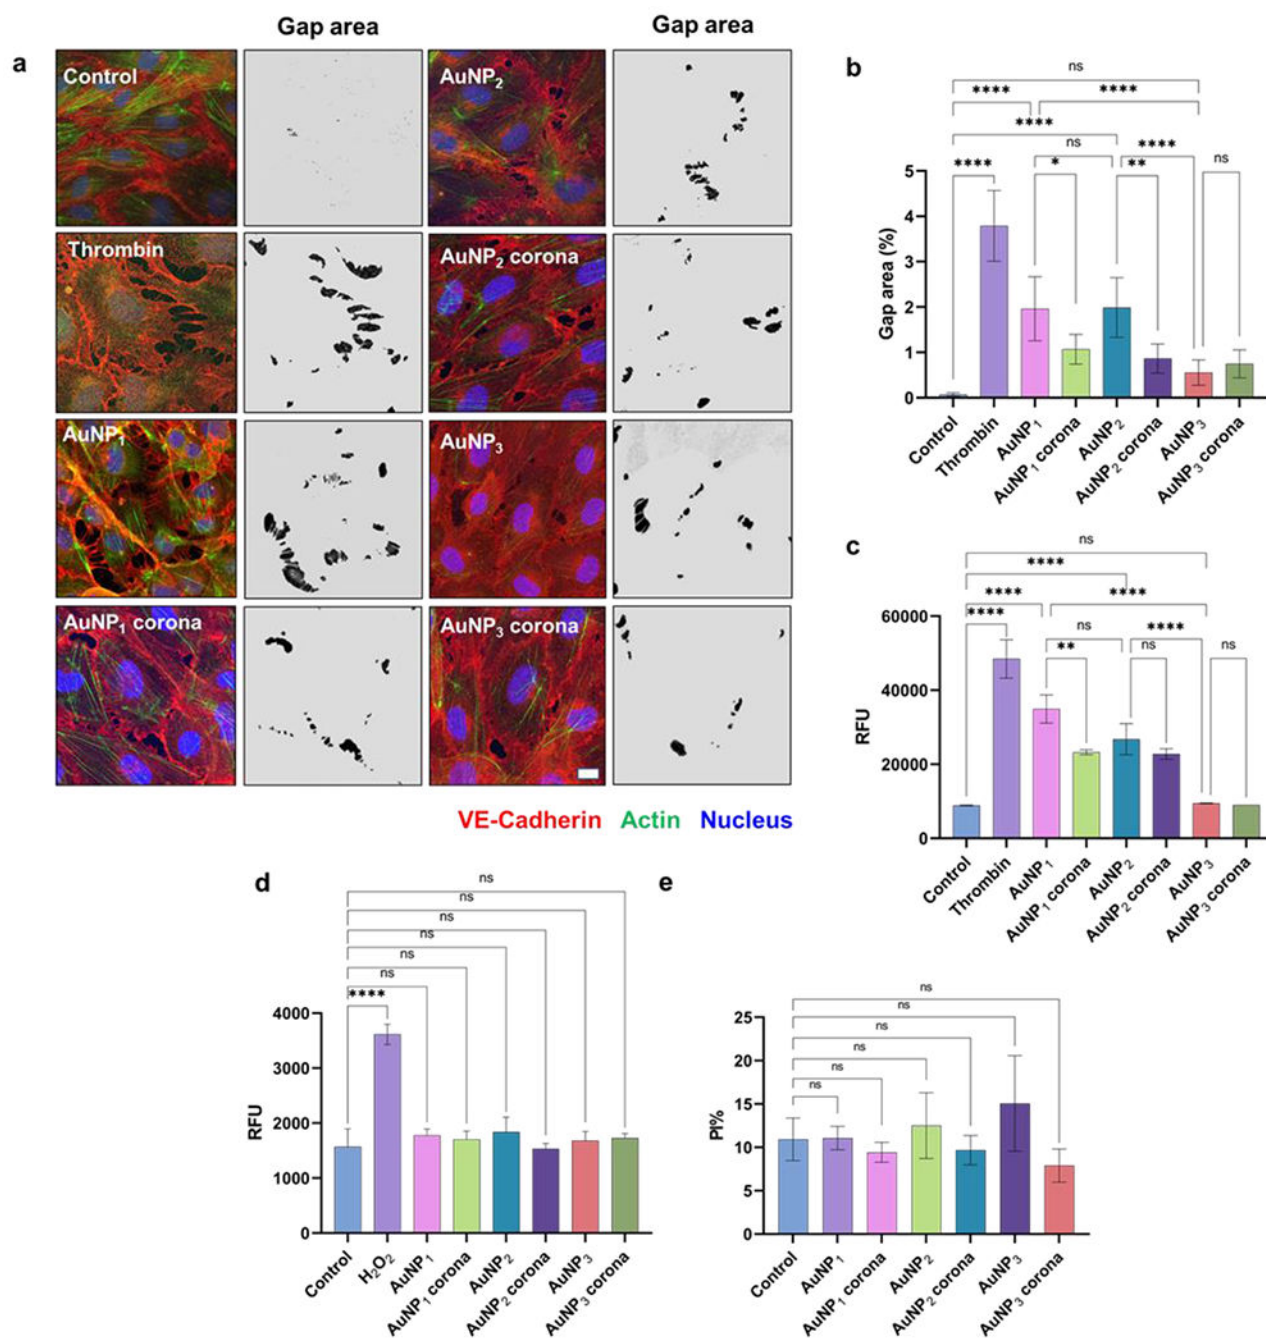 Gap area
Gap area
a
Control
AuNP2
Thrombin
AuNP2 corona
AuNP1
AuNP3
AuNP1 corona
AuNP3 corona
VE-Cadherin Actin Nucleus
b
ns
**** ****
****
ns ****
**** * ** ns
5
4
3
2
1
0
Gap area (%)
Control
Thrombin
AuNP1
AuNP1 corona
AuNP2
AuNP2 corona
AuNP3
AuNP3 corona
c
ns
****
**** ****
**** ns ****
** ns ns
60000
40000
20000
0
RFU
Control
Thrombin
AuNP1
AuNP1 corona
AuNP2
AuNP2 corona
AuNP3
AuNP3 corona
d
ns
ns
ns
ns
ns
ns
****
4000
3000
2000
1000
0
RFU
Control
H2O2
AuNP1
AuNP1 corona
AuNP2
AuNP2 corona
AuNP3
AuNP3 corona
e
ns
ns
ns
ns
ns
ns
25
20
15
10
5
0
PI%
Control
AuNP1
AuNP1 corona
AuNP2
AuNP2 corona
AuNP3
AuNP3 corona